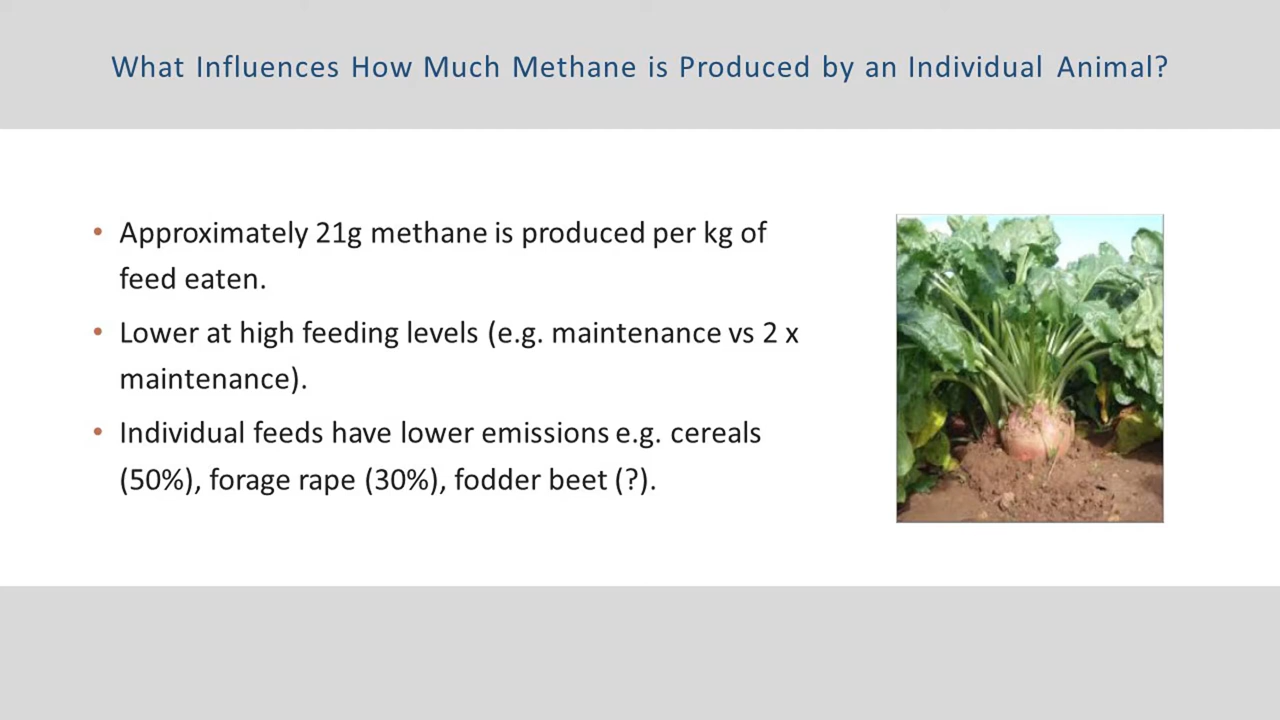 What Influences How Much Methane is Produced by an Individual Animal?
• Approximately 21g methane is produced per kg of
feed eaten.
• Lower at high feeding levels (e.g. maintenance vs 2 x
maintenance).
• Individual feeds have lower emissions e.g. cereals
(50%), forage rape (30%), fodder beet (?).